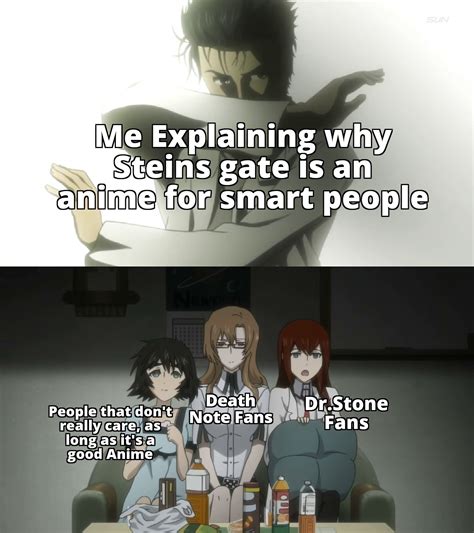 SUN
Me Explaining why
Steins gate is an
anime for smart people
People that don't
really care, as
long as it's a
good Anime
Death
Note Fans
Dr.Stone
Fans